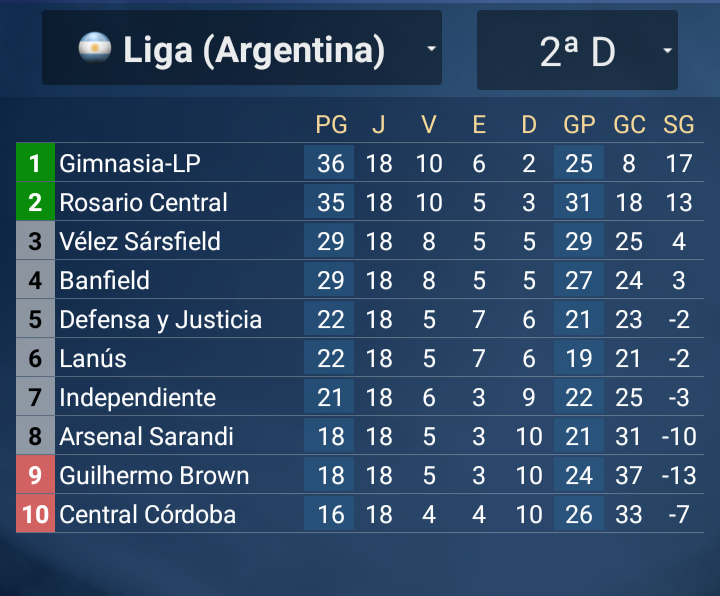 Liga (Argentina) 2ª D
PG J V E D GP GC SG
1 Gimnasia-LP 36 18 10 6 2 25 8 17
2 Rosario Central 35 18 10 5 3 31 18 13
3 Vélez Sársfield 29 18 8 5 5 29 25 4
4 Banfield 29 18 8 5 5 27 24 3
5 Defensa y Justicia 22 18 5 7 6 21 23 -2
6 Lanús 22 18 5 7 6 19 21 -2
7 Independiente 21 18 6 3 9 22 25 -3
8 Arsenal Sarandi 18 18 5 3 10 21 31 -10
9 Guilhermo Brown 18 18 5 3 10 24 37 -13
10 Central Córdoba 16 18 4 4 10 26 33 -7